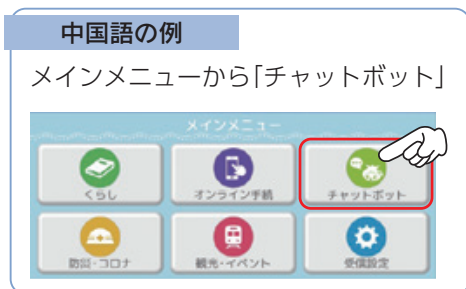 中国語の例
メインメニューから「チャットボット」
メインメニュー
くらし
オンライン手続
チャットボット
防災・コロナ
観光・イベント
受信設定